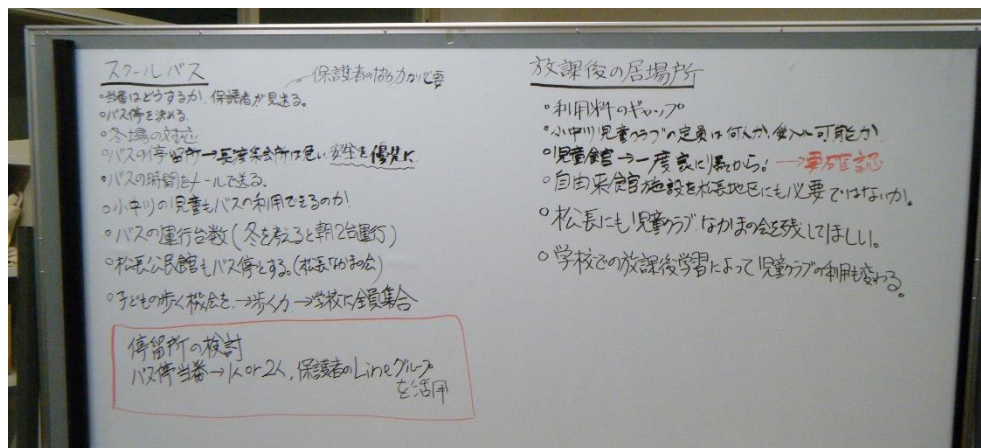 スクールバス
保護者の協力が必要
・当番はどうするか、保護者が見送る。
・バス停を決める
・冬場の対応
・バスの停留所→長渡集会所は危い 安全を優先に
・バスの時間をメールで送る。
・小中川の児童もバスの利用できるのか!
・バスの運行台数(冬を考えると朝2台運行)
・松長公民館もバス停とする。(松長なかまの会)
・子どもの歩く機会を→歩く力→学校に全員集合
停留所の検討
バス停当番→1人or2人,保護者のLineグループ
を活用
放課後の居場所
・利用料のギャップ
・小中川児童クラブの定員は何人か、受入れ可能か
・児童館→一度家に帰から! →要確認
・自由来館施設を松長地区にも必要ではないか。
・松長にも児童クラブなかまの会を残してほしい。
・学校での放課後学習によって児童クラブの利用も変わる。